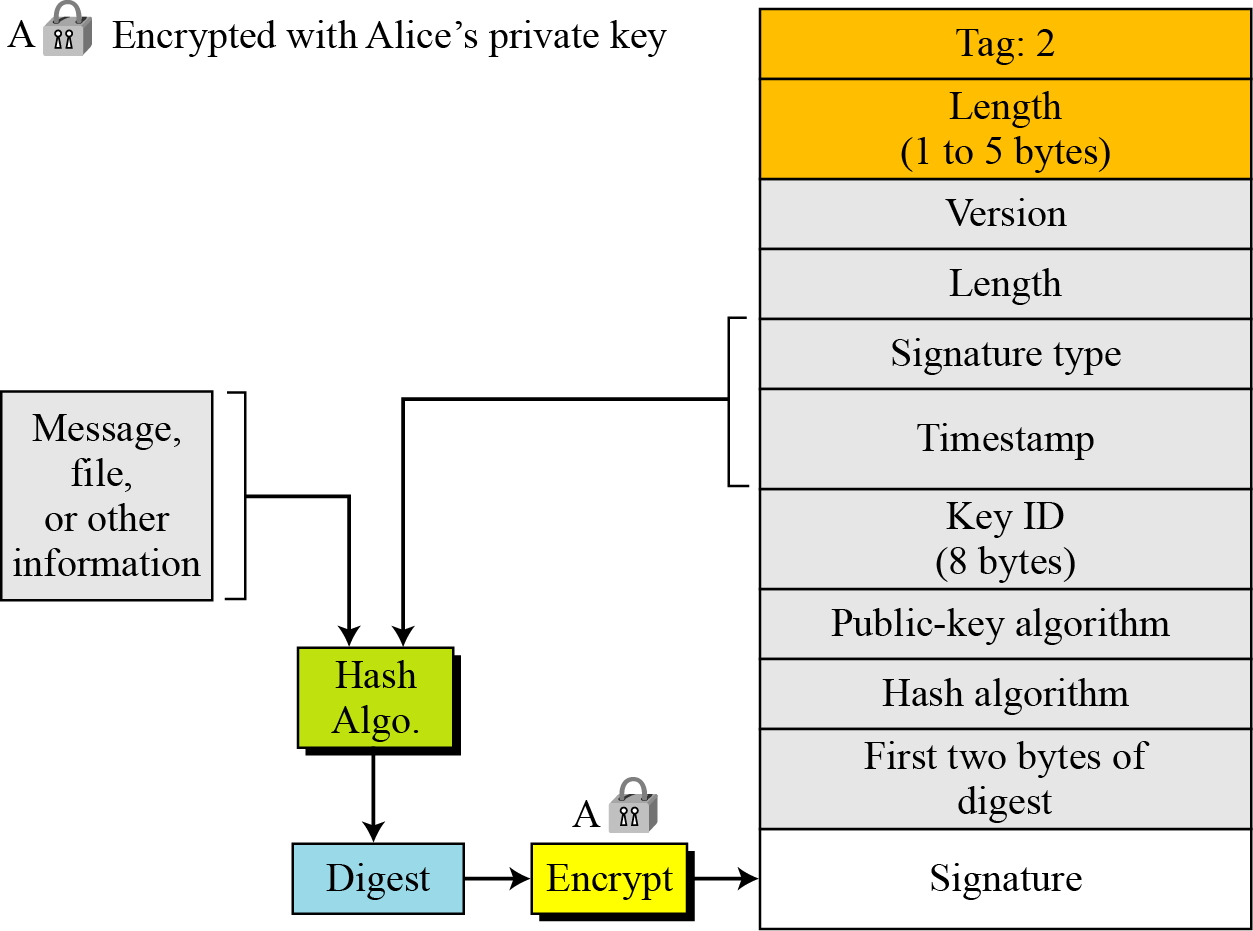 A Encrypted with Alice’s private key
Tag: 2
Length
(1 to 5 bytes)
Version
Length
Signature type
Timestamp
Key ID
(8 bytes)
Public-key algorithm
Hash algorithm
First two bytes of
digest
Signature
Message,
file,
or other
information
Hash
Algo.
Digest
A
Encrypt